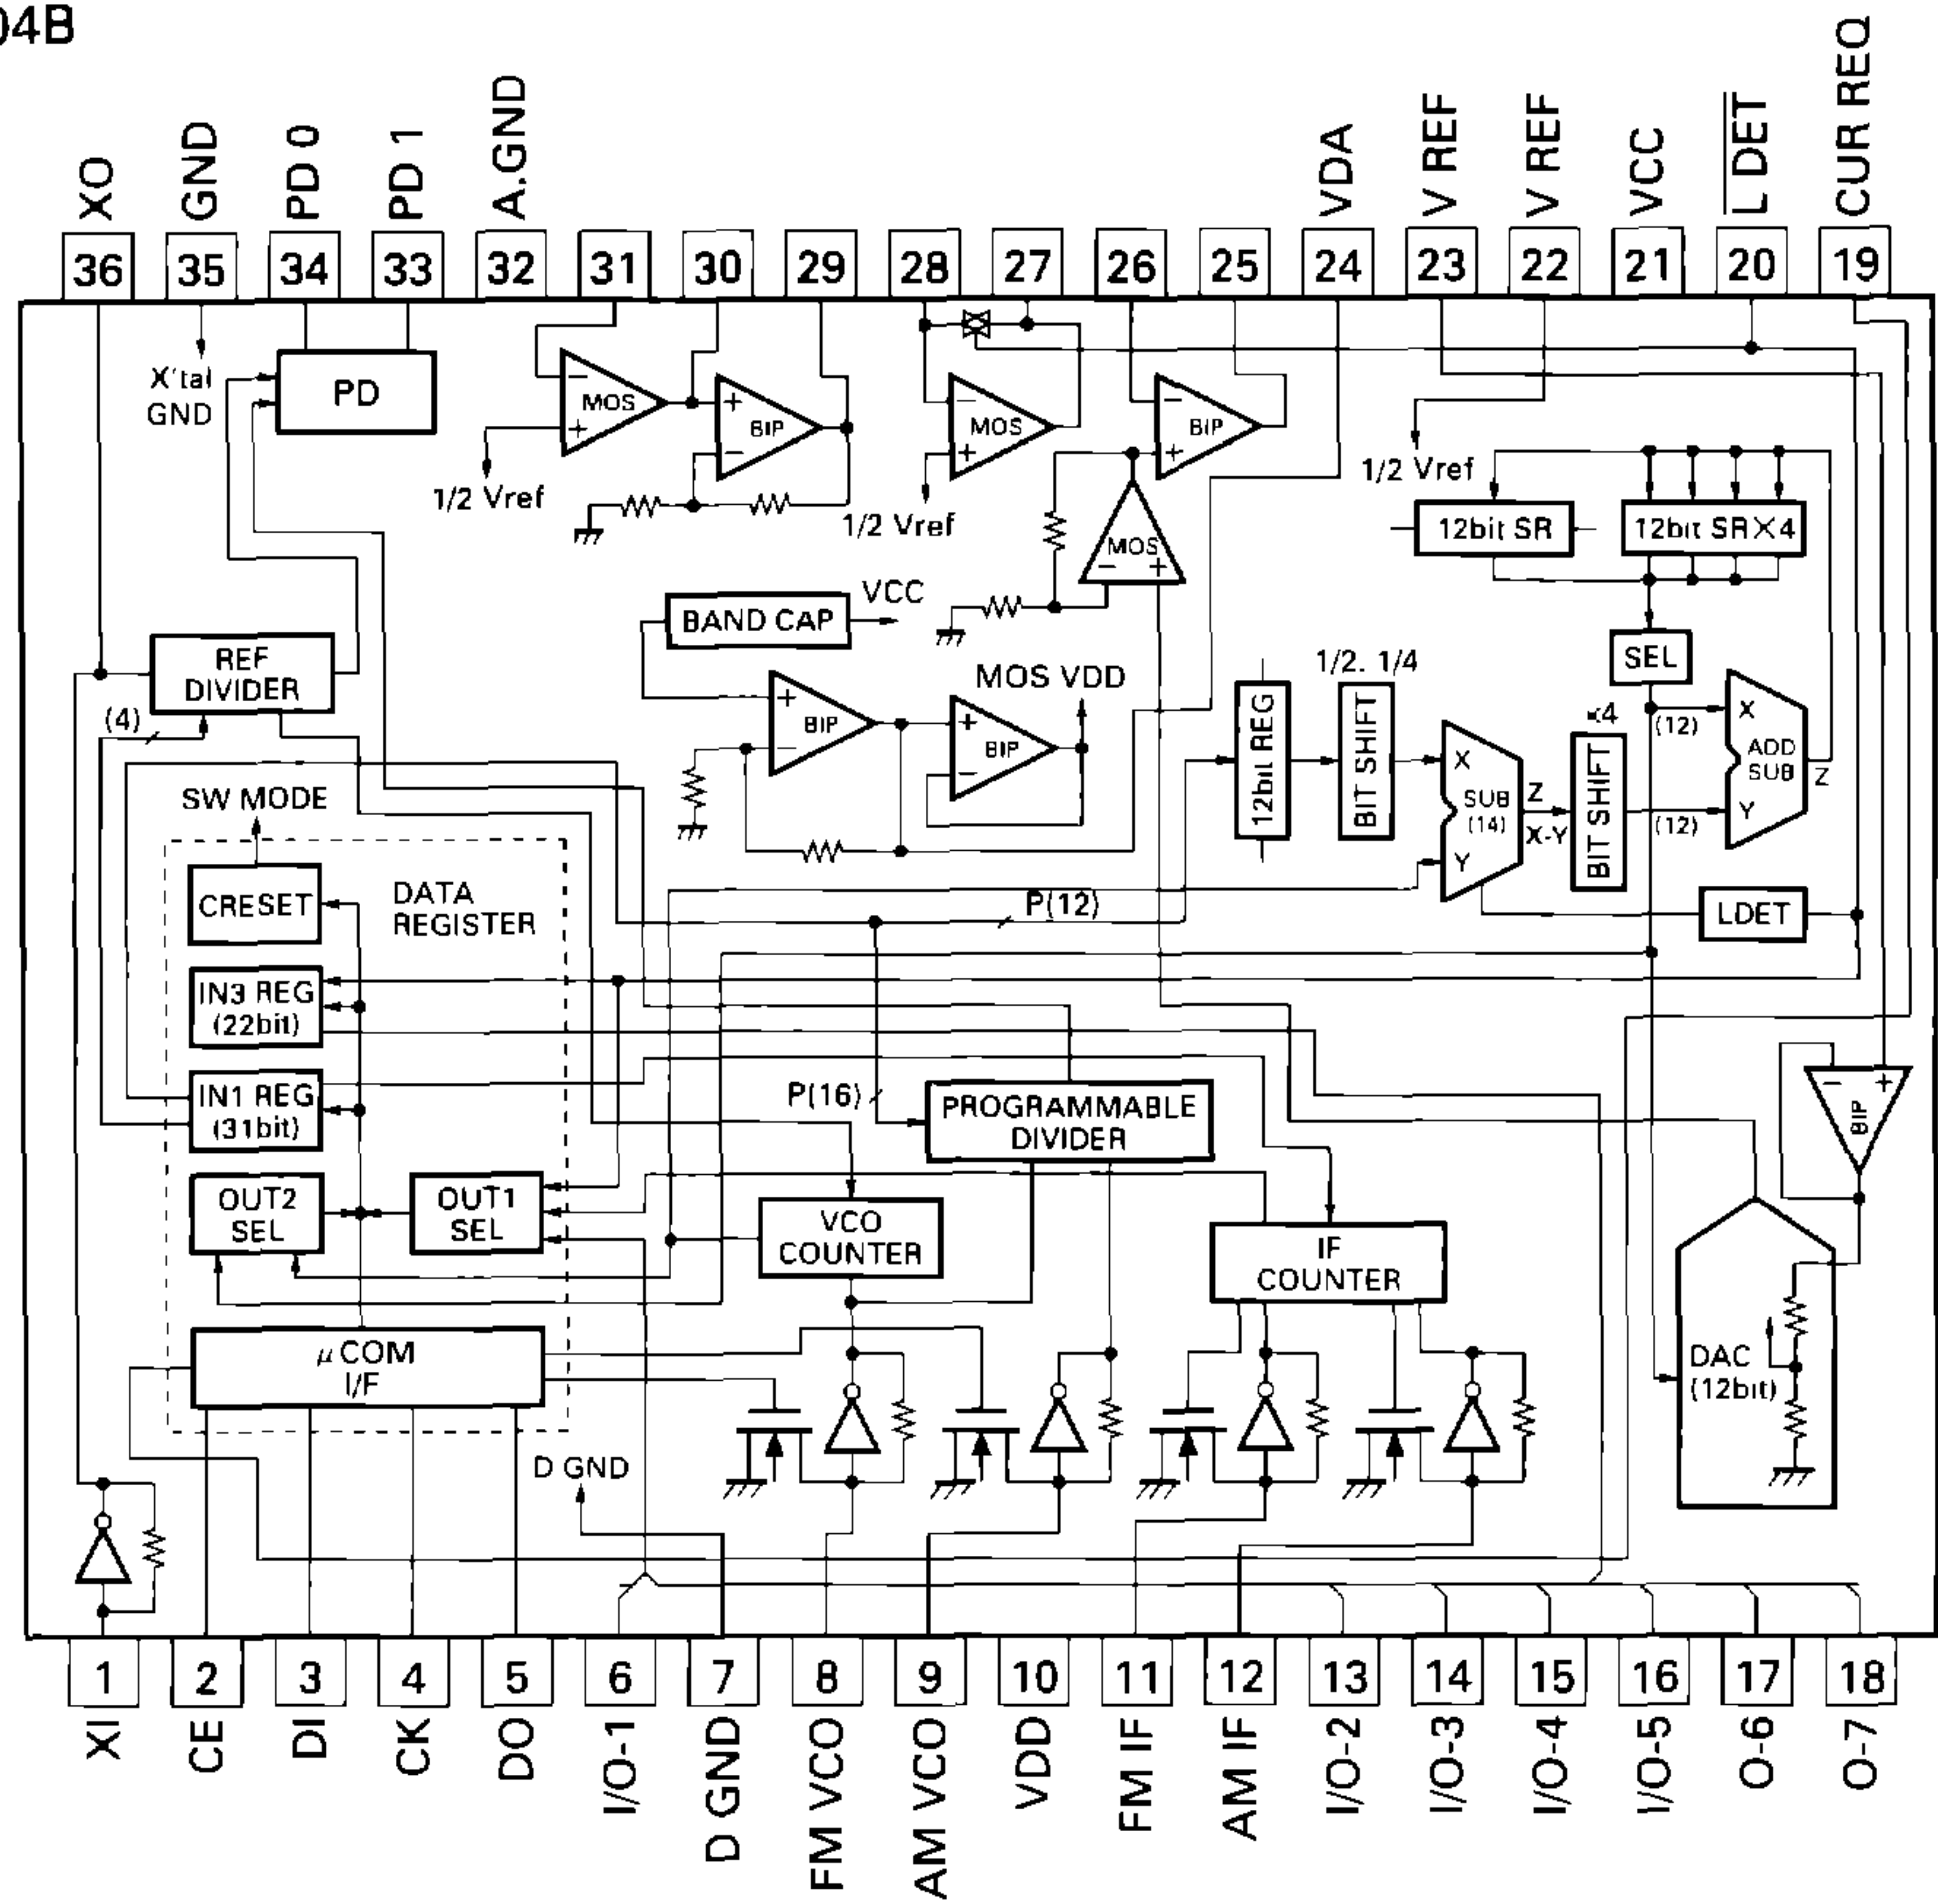 04B
XO
GND
PD 0
PD 1
A.GND
VDA
V REF
V REF
VCC
L DET
CUR REQ
36
35
34
33
32
31
30
29
28
27
26
25
24
23
22
21
20
19
X'tal
GND
PD
- MOS +
+ BIP -
- MOS +
- BIP +
1/2 Vref
1/2 Vref
1/2 Vref
12bit SR
12bit SR×4
MOS
- +
BAND CAP
VCC
REF
DIVIDER
(4)
+ BIP -
MOS VDD
+ BIP -
12bit REG
1/2. 1/4
BIT SHIFT
X
SUB
(14)
Y
Z
X-Y
×4
BIT SHIFT
SEL
(12)
(12)
X
ADD
SUB
Y
Z
SW MODE
CRESET
DATA
REGISTER
P(12)
LDET
IN3 REG
(22bit)
IN1 REG
(31bit)
P(16)
PROGRAMMABLE
DIVIDER
- +
BIP
OUT2
SEL
OUT1
SEL
VCO
COUNTER
IF
COUNTER
μCOM
I/F
DAC
(12bit)
D GND
1
2
3
4
5
6
7
8
9
10
11
12
13
14
15
16
17
18
XI
CE
DI
CK
DO
I/O-1
D GND
FM VCO
AM VCO
VDD
FM IF
AM IF
I/O-2
I/O-3
I/O-4
I/O-5
O-6
O-7